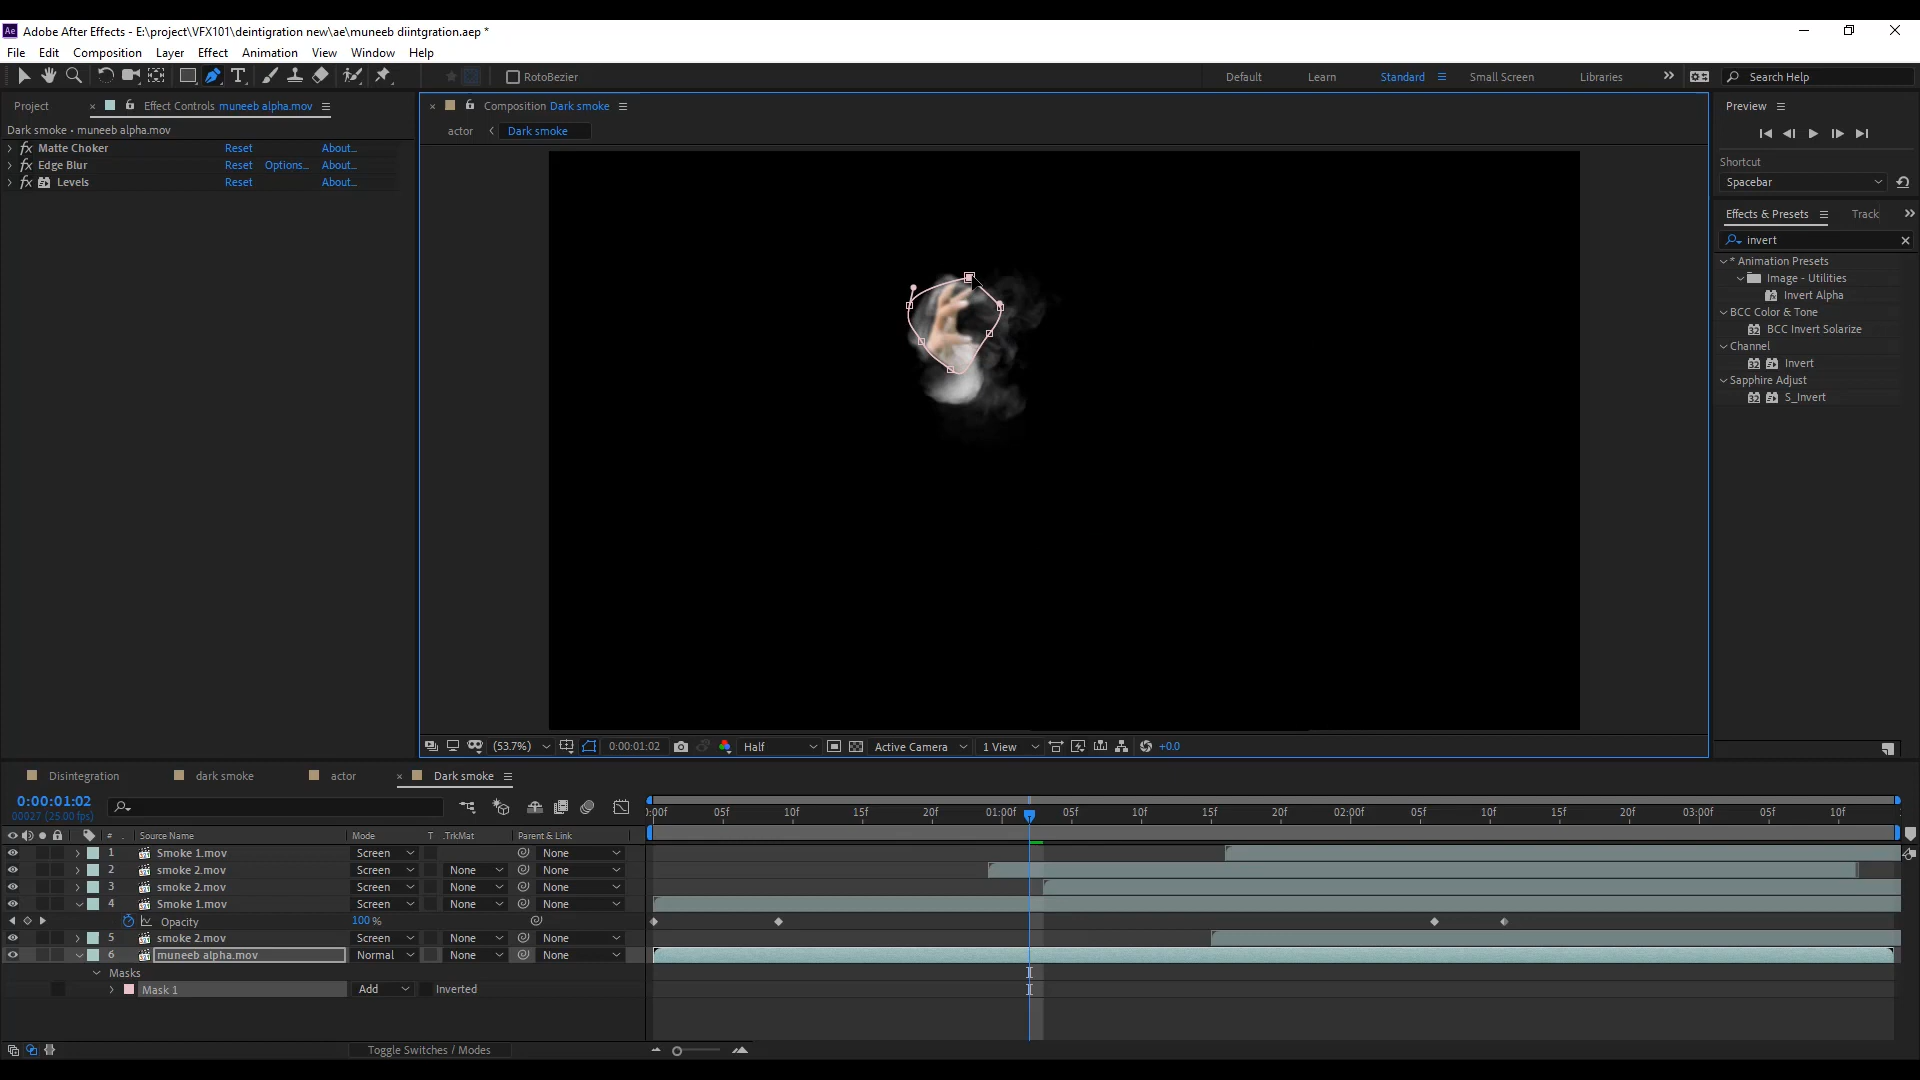 Adobe After Effects - E:\project\VFX101\deintigration new\ae\muneeb diintgration.aep *
File Edit Composition Layer Effect Animation View Window Help
RotoBezier Default Learn Standard Small Screen Libraries Search Help
Project Effect Controls muneeb alpha.mov
Dark smoke • muneeb alpha.mov
fx Matte Choker Reset About...
fx Edge Blur Reset Options... About...
fx Levels Reset About...
Composition Dark smoke
actor Dark smoke
(53.7%) 0:00:01:02 Half Active Camera 1 View +0.0
Preview
Shortcut
Spacebar
Effects & Presets Track
invert
* Animation Presets
Image - Utilities
Invert Alpha
BCC Color & Tone
BCC Invert Solarize
Channel
Invert
Sapphire Adjust
S_Invert
Disintegration dark smoke actor Dark smoke
0:00:01:02
00027 (25.00 fps)
):00f 05f 10f 15f 20f 01:00f 05f 10f 15f 20f 02:00f 05f 10f 15f 20f 03:00f 05f 10f
# Source Name Mode T .TrkMat Parent & Link
1 Smoke 1.mov Screen None
2 smoke 2.mov Screen None None
3 smoke 2.mov Screen None None
4 Smoke 1.mov Screen None None
Opacity 100 %
5 smoke 2.mov Screen None None
6 muneeb alpha.mov Normal None None
Masks
Mask 1 Add Inverted
Toggle Switches / Modes